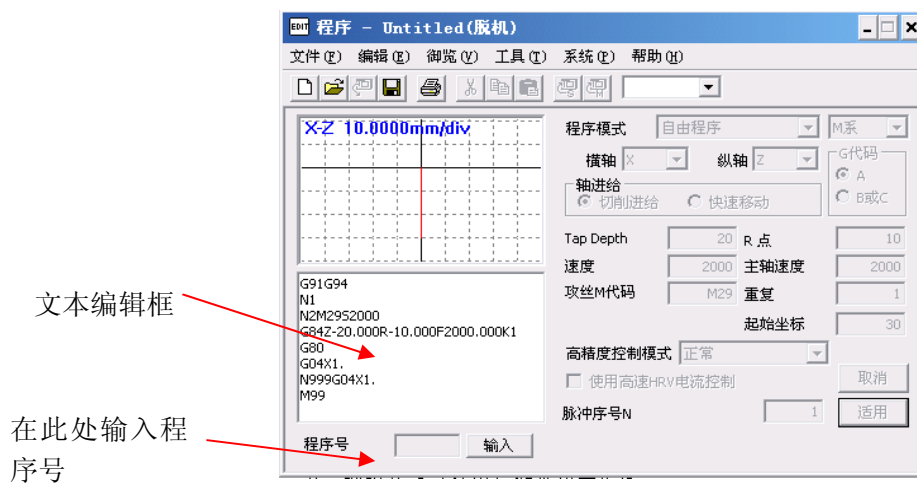 EDIT 程序 - Untitled(脱机)
文件(F) 编辑(E) 御览(V) 工具(T) 系统(P) 帮助(H)
X-Z 10.0000mm/div
程序模式 自由程序 M系
横轴 X 纵轴 Z
G代码
A
B或C
轴进给
切削进给 快速移动
Tap Depth 20 R 点 10
速度 2000 主轴速度 2000
攻丝M代码 M29 重复 1
起始坐标 30
高精度控制模式 正常
使用高速HRV电流控制
取消
脉冲序号N 1 适用
文本编辑框
G91G94
N1
N2M29S2000
G84Z-20.000R-10.000F2000.000K1
G80
G04X1.
N999G04X1.
M99
在此处输入程
序号
程序号 输入